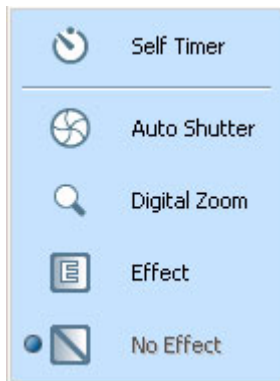 Self Timer
Auto Shutter
Digital Zoom
E Effect
No Effect